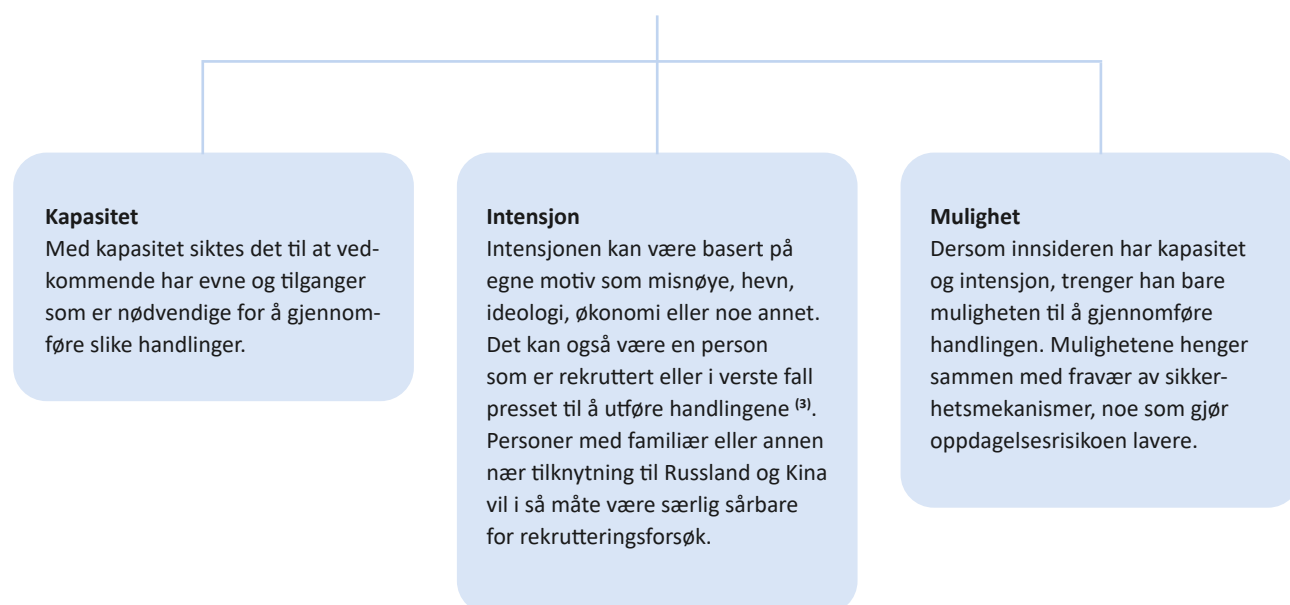 Kapasitet
Med kapasitet siktes det til at ved-
kommende har evne og tilganger
som er nødvendige for å gjennom-
føre slike handlinger.
Intensjon
Intensjonen kan være basert på
egne motiv som misnøye, hevn,
ideologi, økonomi eller noe annet.
Det kan også være en person
som er rekruttert eller i verste fall
presset til å utføre handlingene (3).
Personer med familiær eller annen
nær tilknytning til Russland og Kina
vil i så måte være særlig sårbare
for rekrutteringsforsøk.
Mulighet
Dersom innsideren har kapasitet
og intensjon, trenger han bare
muligheten til å gjennomføre
handlingen. Mulighetene henger
sammen med fravær av sikker-
hetsmekanismer, noe som gjør
oppdagelsesrisikoen lavere.